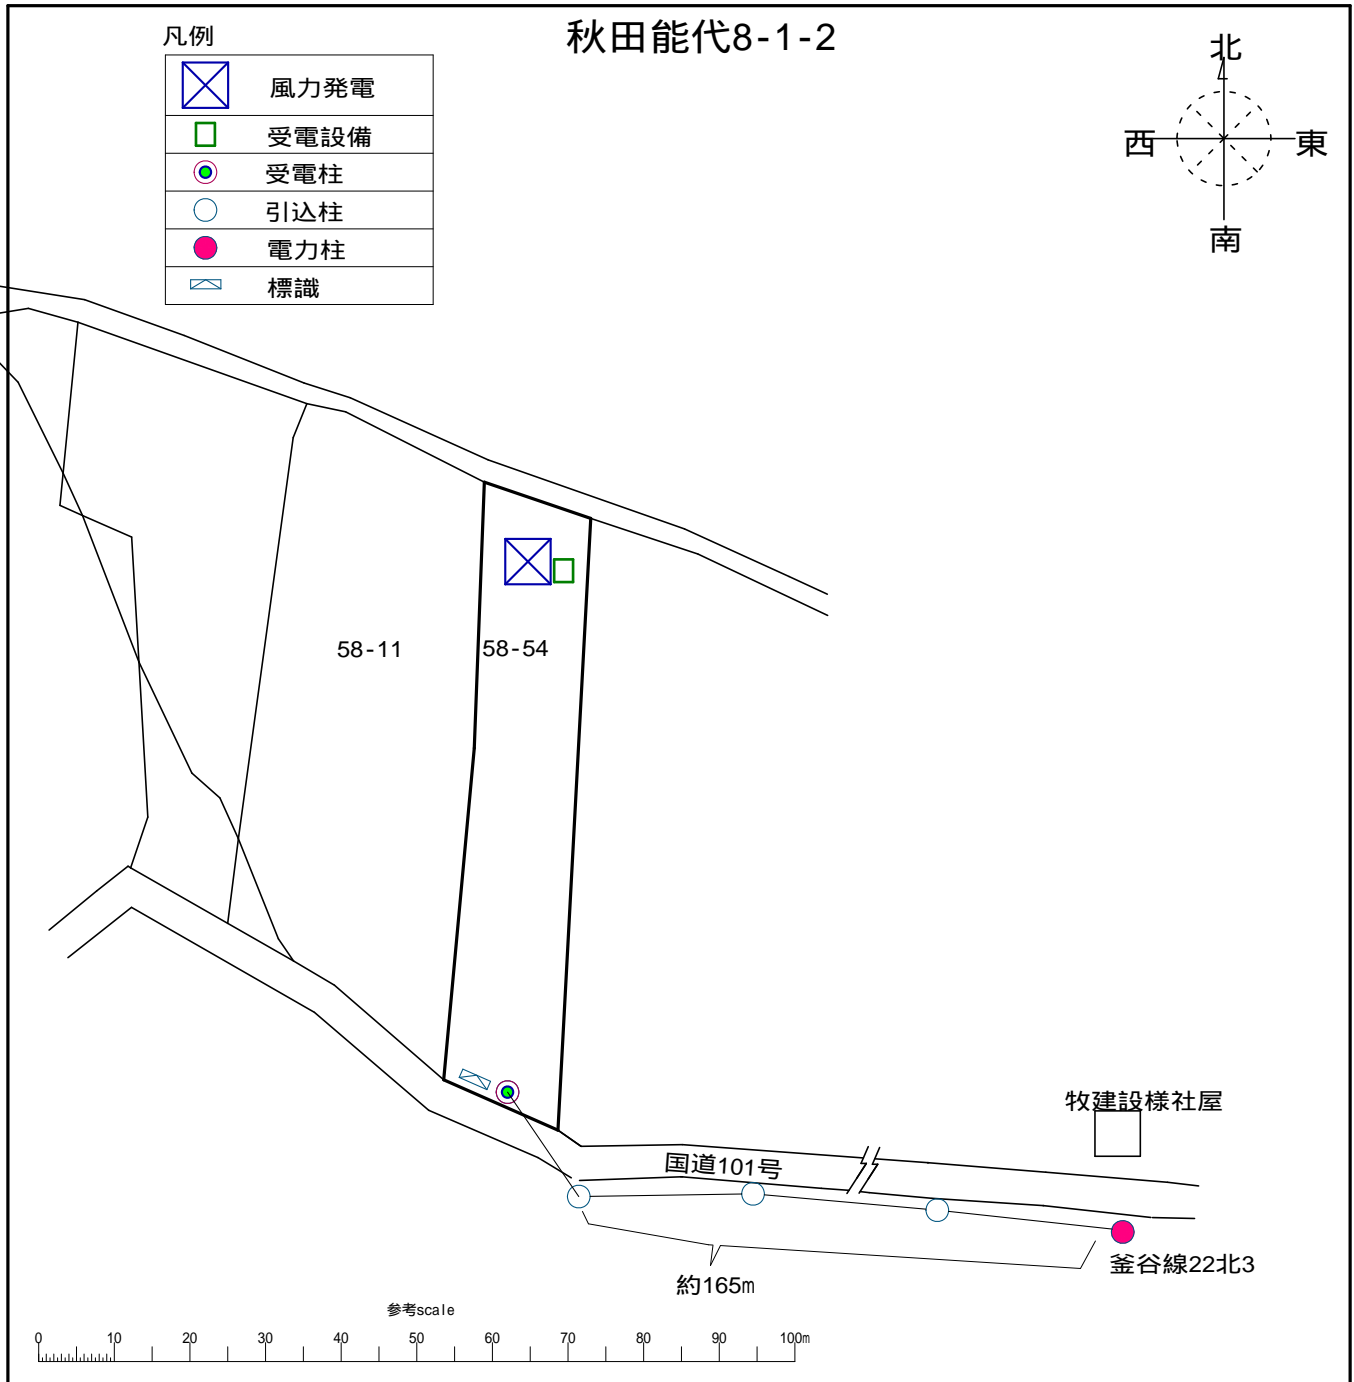 秋田能代8-1-2
凡例
風力発電
受電設備
受電柱
引込柱
電力柱
標識
北
西
東
南
58-11
58-54
牧建設様社屋
国道101号
釜谷線22北3
約165m
参考scale
0 10 20 30 40 50 60 70 80 90 100m